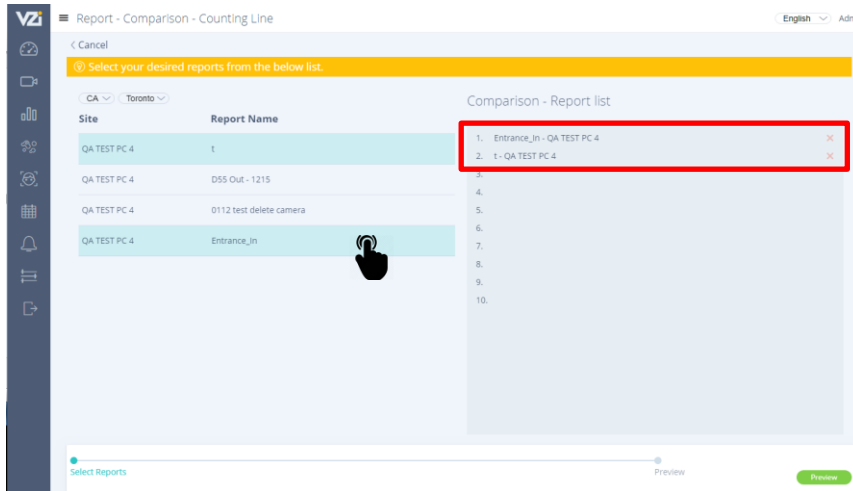 VZi
Report - Comparison - Counting Line
English
Adn
< Cancel
Select your desired reports from the below list.
CA
Toronto
Site Report Name
QA TEST PC 4 t
QA TEST PC 4 D55 Out - 1215
QA TEST PC 4 0112 test delete camera
QA TEST PC 4 Entrance_In
Comparison - Report list
1. Entrance_In - QA TEST PC 4
2. t - QA TEST PC 4
3.
4.
5.
6.
7.
8.
9.
10.
Select Reports
Preview
Preview